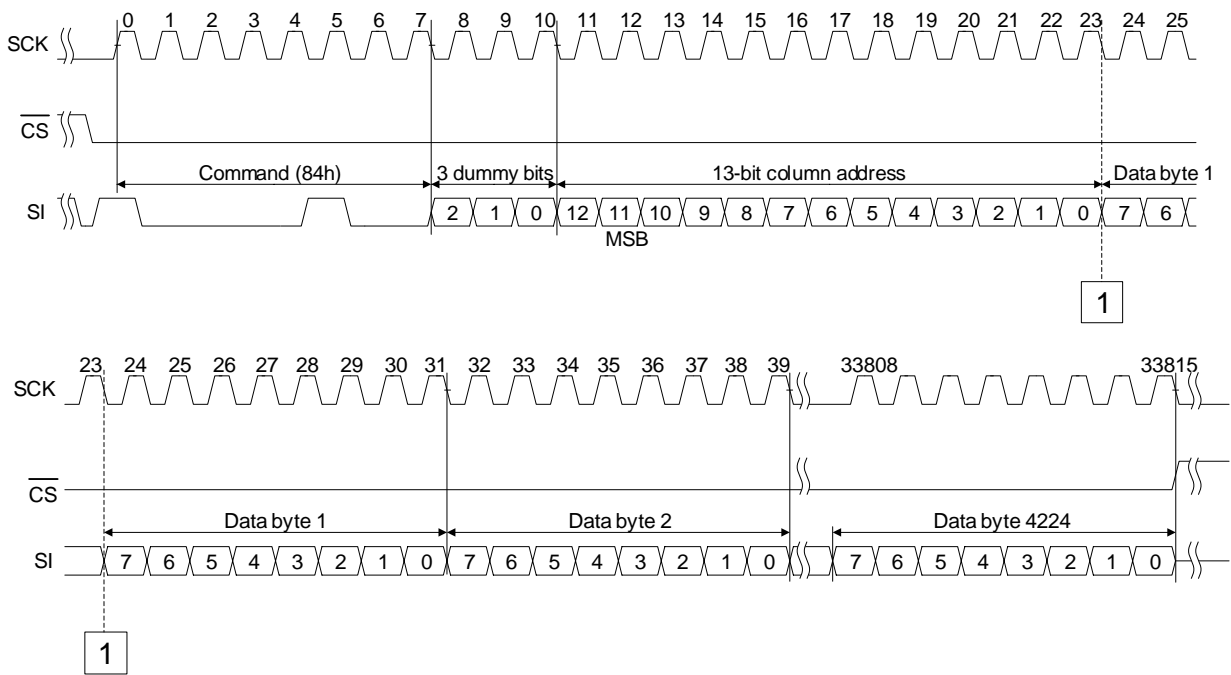 0 1 2 3 4 5 6 7 8 9 10 11 12 13 14 15 16 17 18 19 20 21 22 23 24 25
SCK
CS
Command (84h) 3 dummy bits 13-bit column address Data byte 1
SI 2 1 0 12 11 10 9 8 7 6 5 4 3 2 1 0 7 6
MSB
1
23 24 25 26 27 28 29 30 31 32 33 34 35 36 37 38 39 33808 33815
SCK
CS
Data byte 1 Data byte 2 Data byte 4224
SI 7 6 5 4 3 2 1 0 7 6 5 4 3 2 1 0 7 6 5 4 3 2 1 0
1